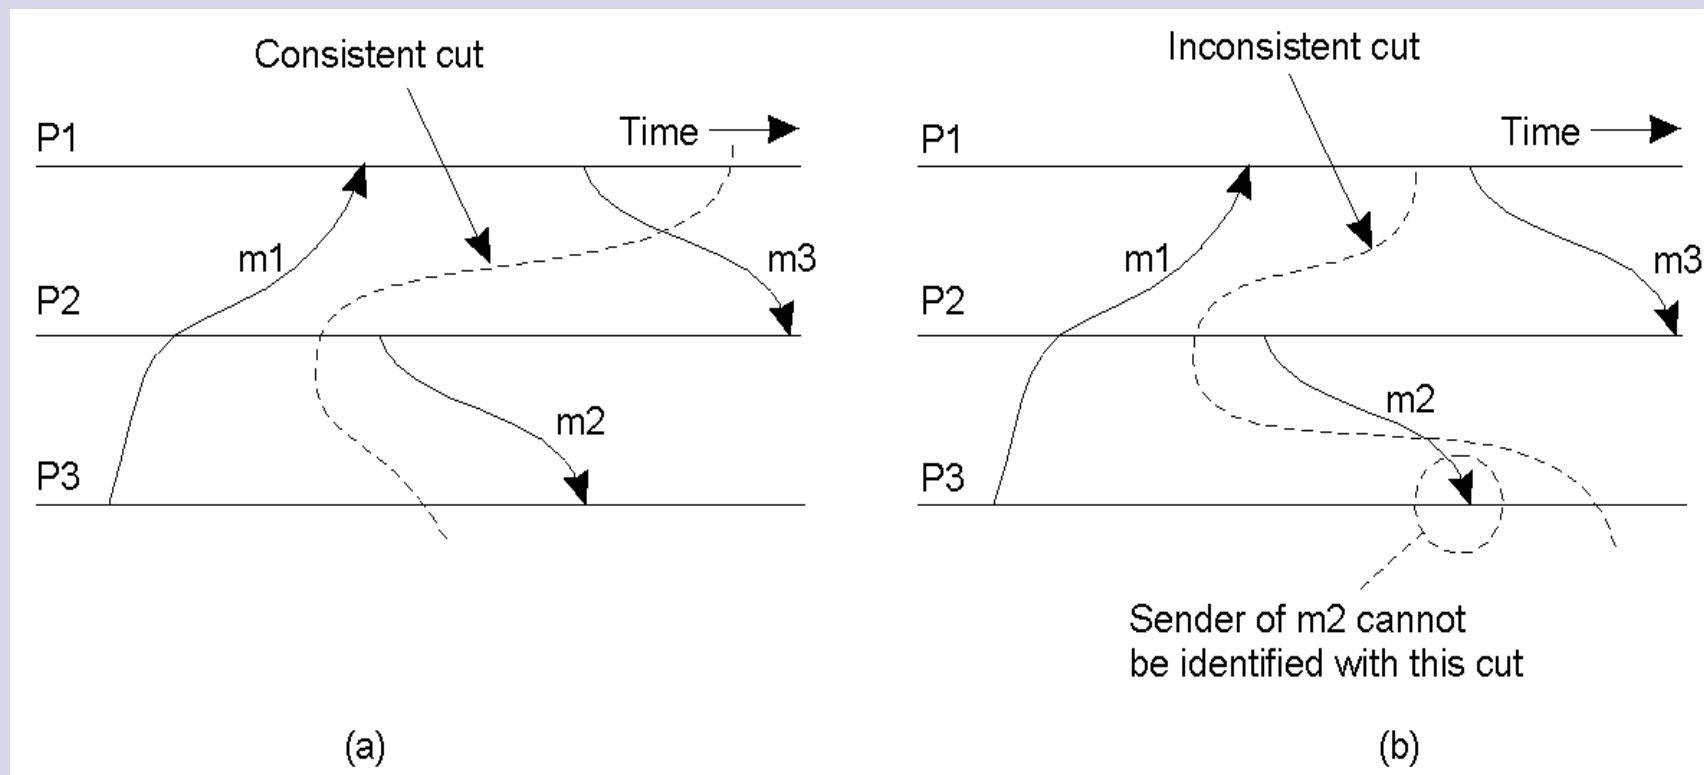 Consistent cut
Time
P1
m1
m3
P2
m2
P3
(a)
Inconsistent cut
Time
P1
m1
m3
P2
m2
P3
Sender of m2 cannot
be identified with this cut
(b)